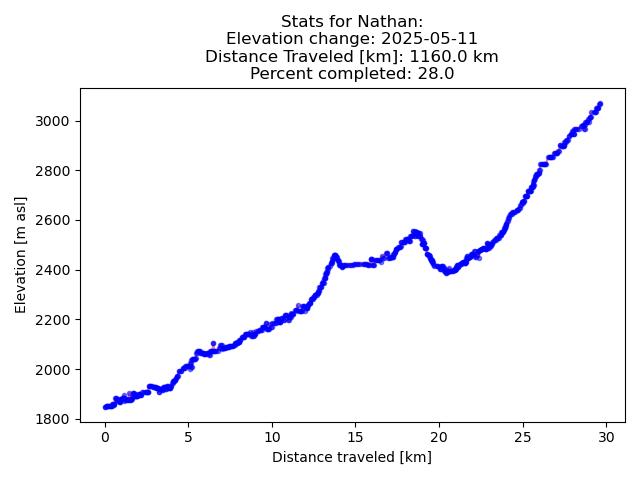 Stats for Nathan:
Elevation change: 2025-05-11
Distance Traveled [km]: 1160.0 km
Percent completed: 28.0
3000
2800
2600
2400
2200
2000
1800
Elevation [m asl]
0 5 10 15 20 25 30
Distance traveled [km]